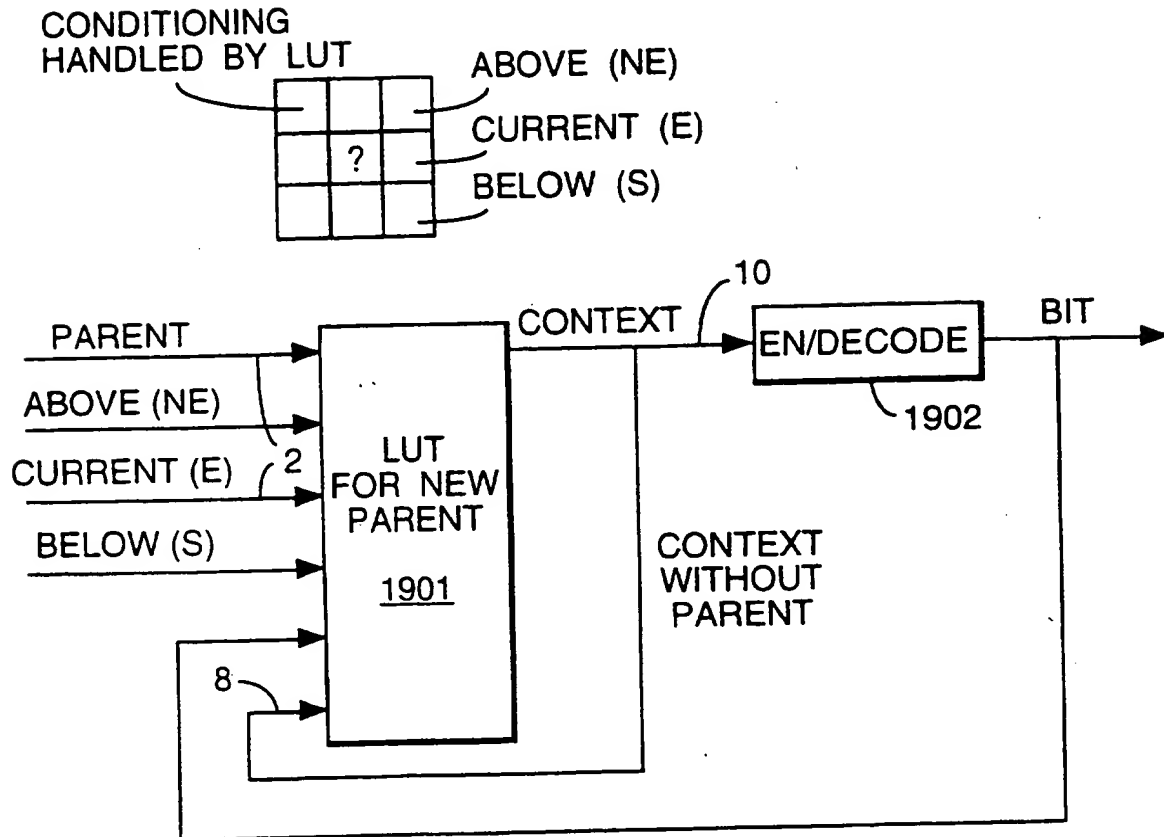 CONDITIONING
HANDLED BY LUT
ABOVE (NE)
CURRENT (E)
?
BELOW (S)
10
PARENT
CONTEXT
EN/DECODE
BIT
1902
ABOVE (NE)
2
CURRENT (E)
LUT
FOR NEW
PARENT
1901
BELOW (S)
CONTEXT
WITHOUT
PARENT
8